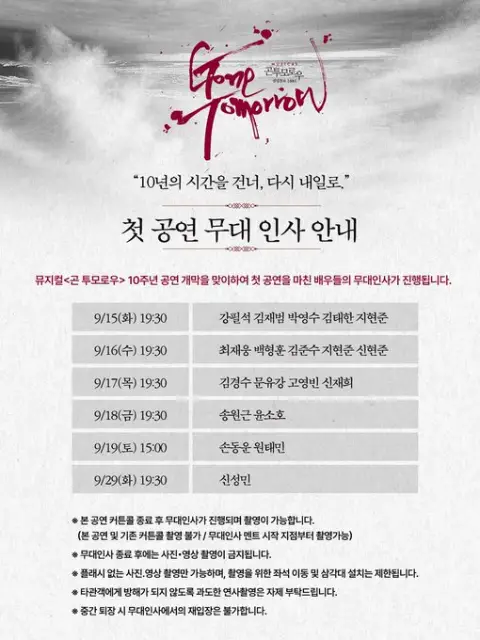 Gone
Tomorrow
곤투모로우
“10년의 시간을 건너, 다시 내일로.”
첫 공연 무대 인사 안내
뮤지컬<곤 투모로우> 10주년 공연 개막을 맞이하여 첫 공연을 마친 배우들의 무대인사가 진행됩니다.
9/15(화) 19:30 강필석 김재범 박영수 김태한 지현준
9/16(수) 19:30 최재웅 백형훈 김준수 지현준 신현준
9/17(목) 19:30 김경수 문유강 고영빈 신재희
9/18(금) 19:30 송원근 윤소호
9/19(토) 15:00 손동운 원태민
9/29(화) 19:30 신성민
※ 본 공연 커튼콜 종료 후 무대인사가 진행되며 촬영이 가능합니다.
(본 공연 및 기존 커튼콜 촬영 불가 / 무대인사 멘트 시작 지점부터 촬영가능)
※ 무대인사 종료 후에는 사진·영상 촬영이 금지됩니다.
※ 플래시 없는 사진.영상 촬영만 가능하며, 촬영을 위한 좌석 이동 및 삼각대 설치는 제한됩니다.
※ 타관객에게 방해가 되지 않도록 과도한 연사촬영은 자제 부탁드립니다.
※ 중간 퇴장 시 무대인사에서의 재입장은 불가합니다.